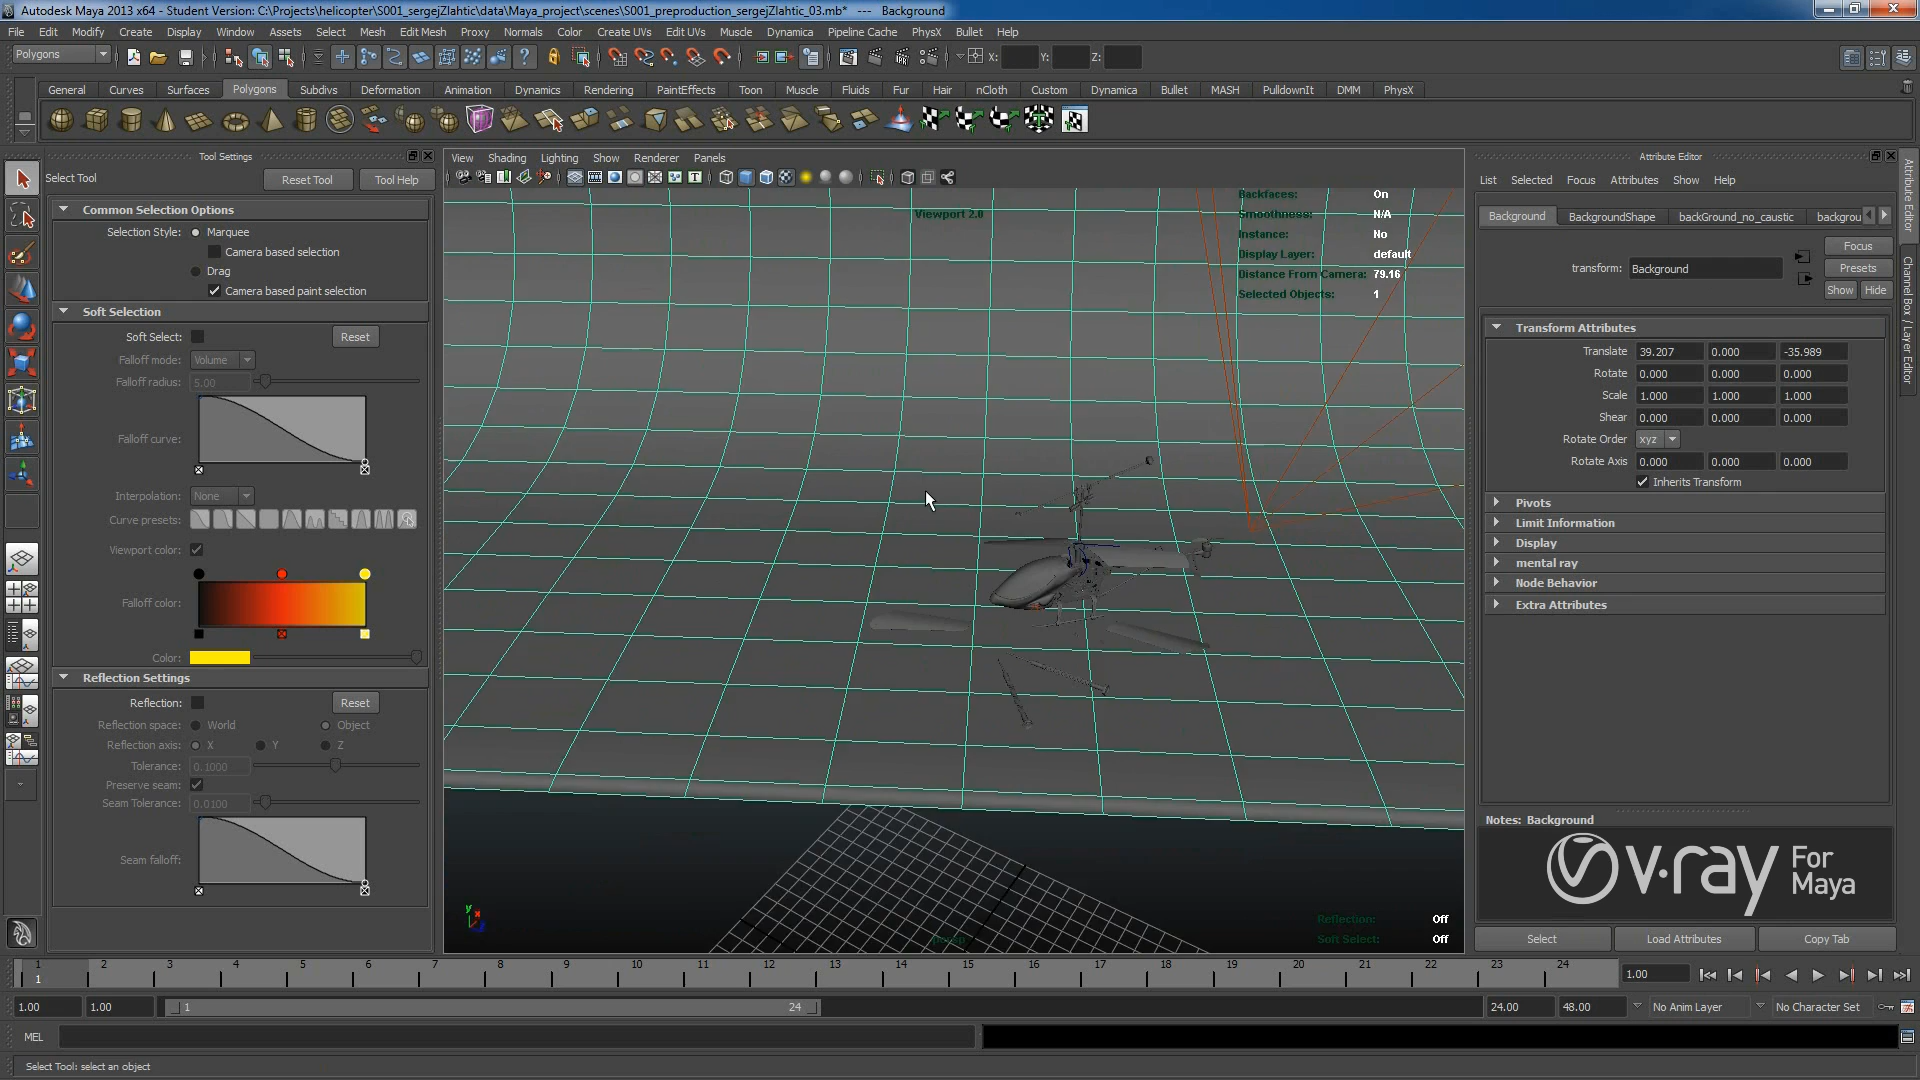 Autodesk Maya 2013 x64 - Student Version: C:\Projects\helicopter\S001_sergejZlahtic\data\Maya_project\scenes\S001_preproduction_sergejZlahtic_03.mb* --- Background
File Edit Modify Create Display Window Assets Select Mesh Edit Mesh Proxy Normals Color Create UVs Edit UVs Muscle Dynamica Pipeline Cache PhysX Bullet Help
Polygons X: Y: Z:
General Curves Surfaces Polygons Subdivs Deformation Animation Dynamics Rendering PaintEffects Toon Muscle Fluids Fur Hair nCloth Custom Dynamica Bullet MASH PulldownIt DMM PhysX
Tool Settings
Select Tool Reset Tool Tool Help
Common Selection Options
Selection Style: Marquee
Camera based selection
Drag
Camera based paint selection
Soft Selection
Soft Select: Reset
Falloff mode: Volume
Falloff radius: 5.00
Falloff curve:
Interpolation: None
Curve presets:
Viewport color:
Falloff color:
Color:
Reflection Settings
Reflection: Reset
Reflection space: World Object
Reflection axis: X Y Z
Tolerance: 0.1000
Preserve seam:
Seam Tolerance: 0.0100
Seam falloff:
View Shading Lighting Show Renderer Panels
Viewport 2.0
Backfaces: On
Smoothness: N/A
Instance: No
Display Layer: default
Distance From Camera: 79.16
Selected Objects: 1
Reflection: Off
Soft Select: Off
persp
y x z
Attribute Editor
List Selected Focus Attributes Show Help
Background BackgroundShape backGround_no_caustic backgrou
transform: Background
Focus
Presets
Show Hide
Transform Attributes
Translate 39.207 0.000 -35.989
Rotate 0.000 0.000 0.000
Scale 1.000 1.000 1.000
Shear 0.000 0.000 0.000
Rotate Order xyz
Rotate Axis 0.000 0.000 0.000
Inherits Transform
Pivots
Limit Information
Display
mental ray
Node Behavior
Extra Attributes
Notes: Background
v·ray For Maya
Select Load Attributes Copy Tab
Attribute Editor
Channel Box / Layer Editor
1 2 3 4 5 6 7 8 9 10 11 12 13 14 15 16 17 18 19 20 21 22 23 24
1
1.00
1.00 1.00 1 24 24.00 48.00 No Anim Layer No Character Set
MEL
Select Tool: select an object